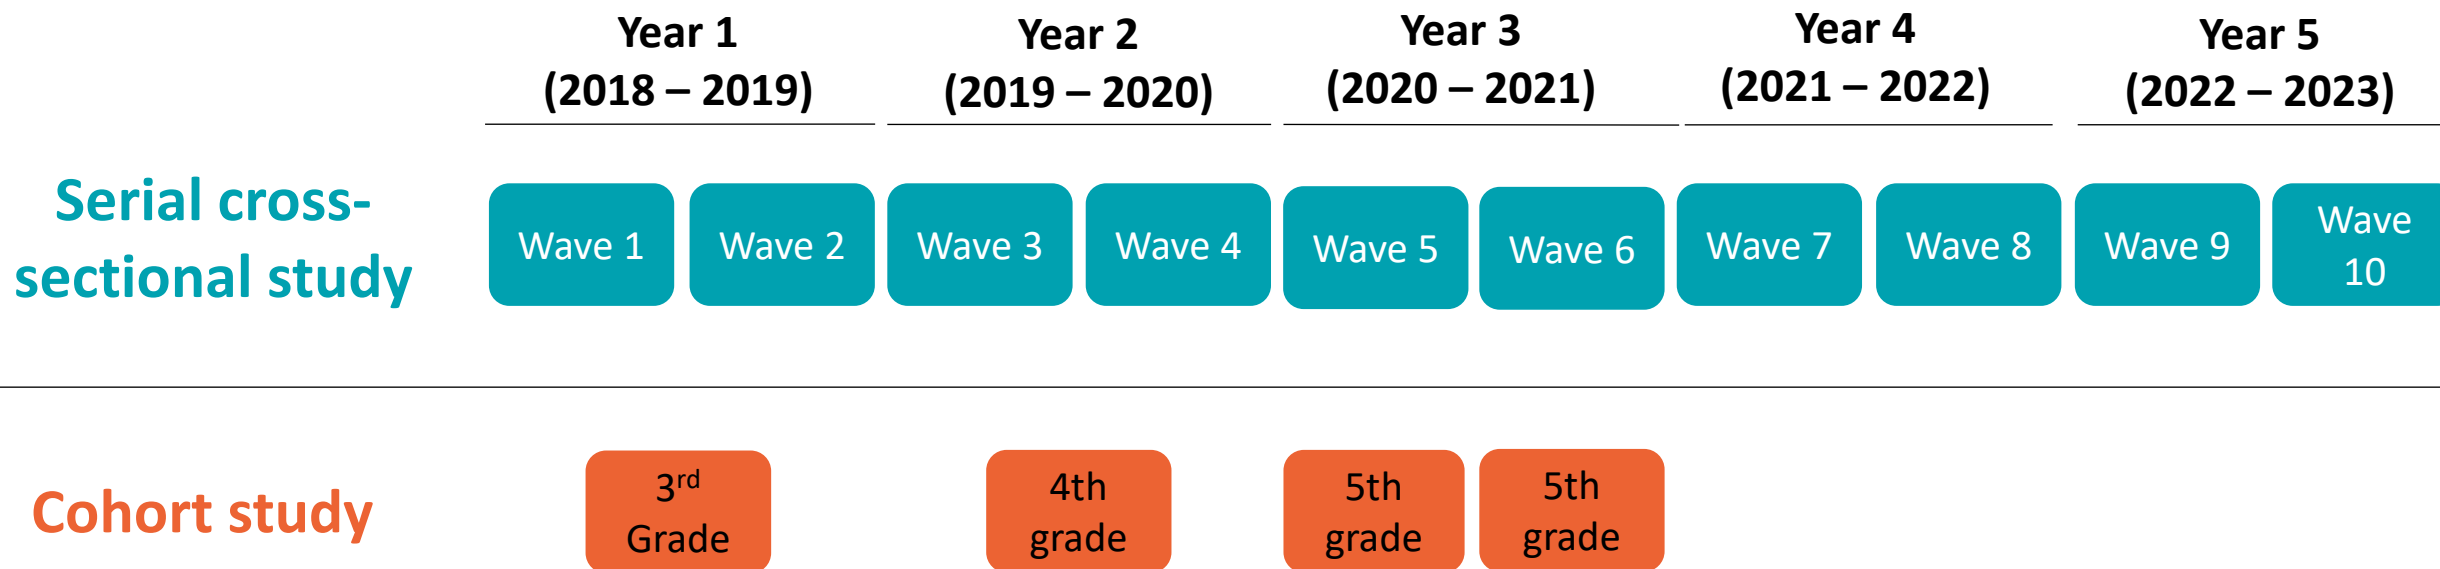 Year 1
(2018 – 2019)
Year 2
(2019 – 2020)
Year 3
(2020 – 2021)
Year 4
(2021 – 2022)
Year 5
(2022 – 2023)
Serial cross-
sectional study
Wave 1
Wave 2
Wave 3
Wave 4
Wave 5
Wave 6
Wave 7
Wave 8
Wave 9
Wave
10
Cohort study
3rd
Grade
4th
grade
5th
grade
5th
grade